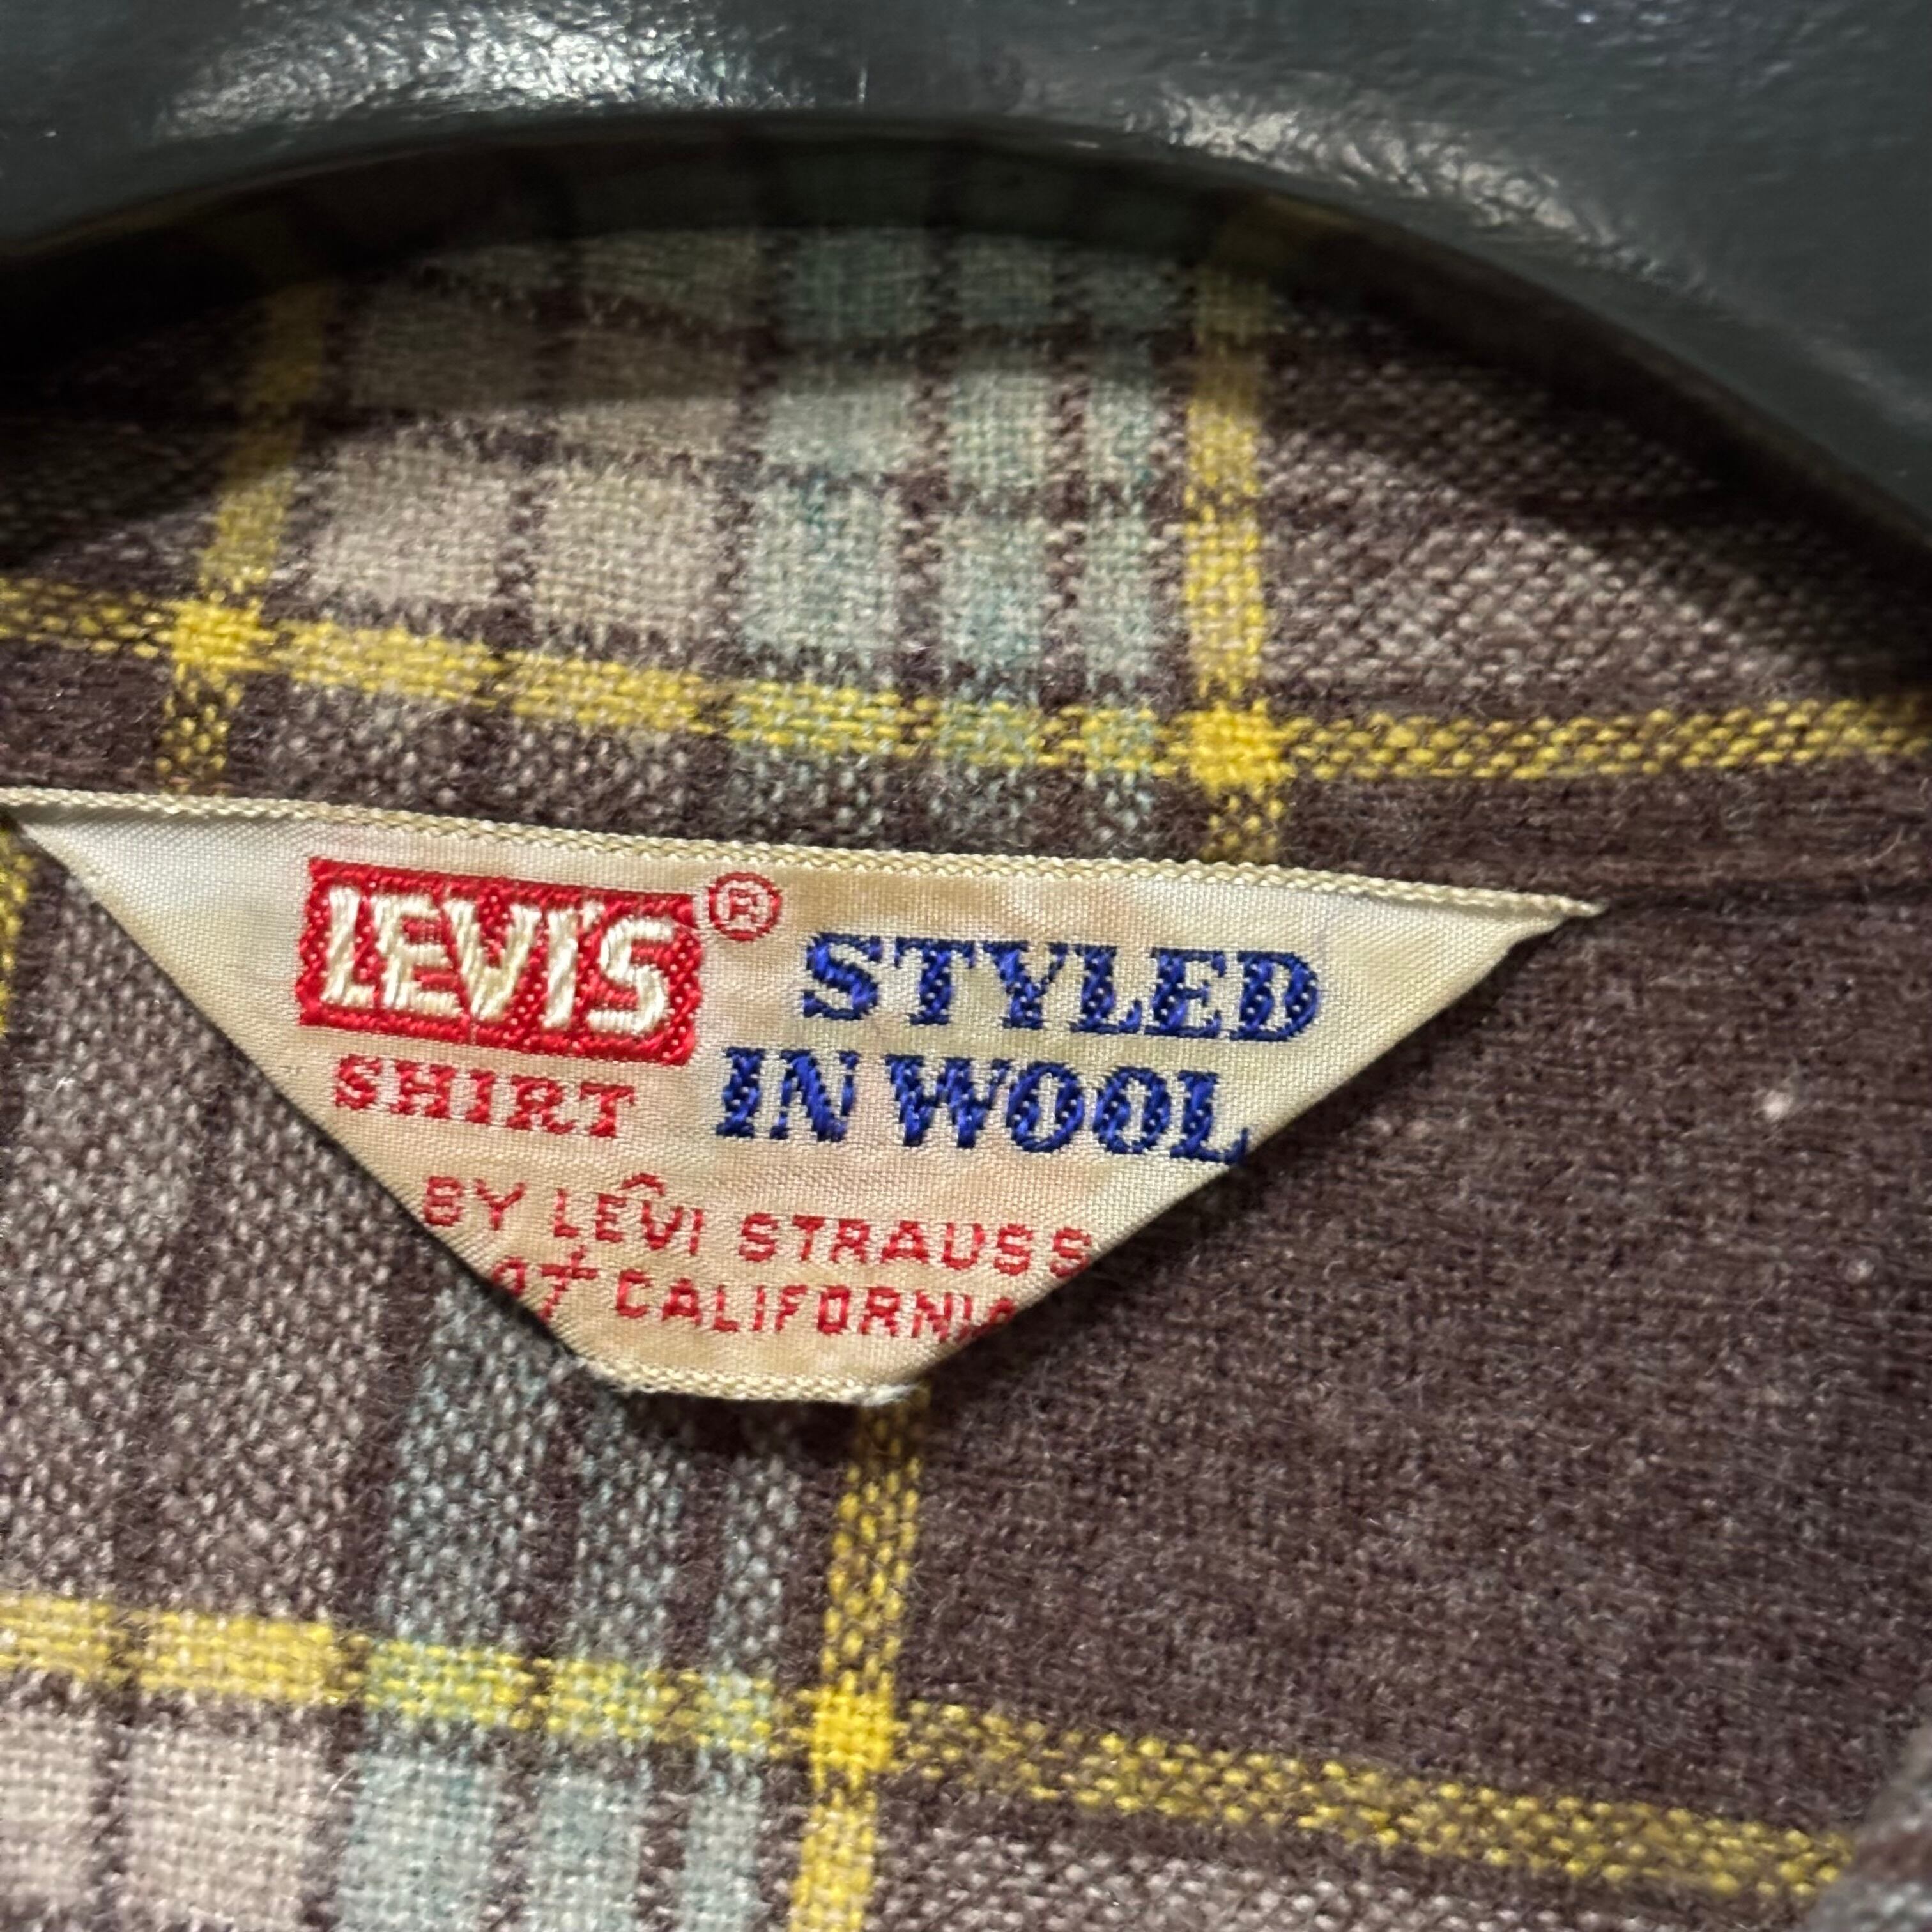 LEVI'S® STYLED
SHIRT IN WOOL
BY LEVI STRAUSS
OF CALIFORNIA